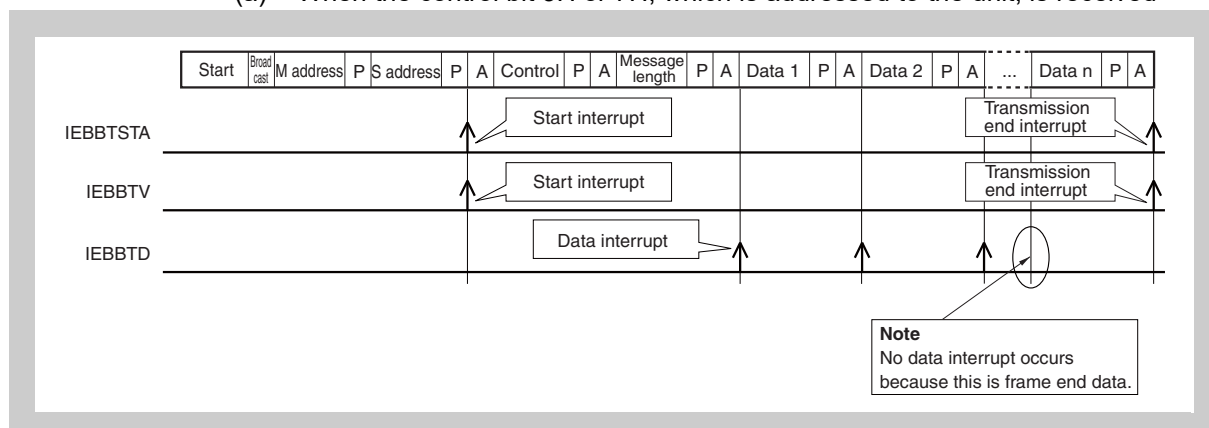 Start Broad cast M address P S address P A Control P A Message length P A Data 1 P A Data 2 P A ... Data n P A
IEBBTSTA Start interrupt Transmission end interrupt
IEBBTV Start interrupt Transmission end interrupt
IEBBTD Data interrupt
Note
No data interrupt occurs
because this is frame end data.